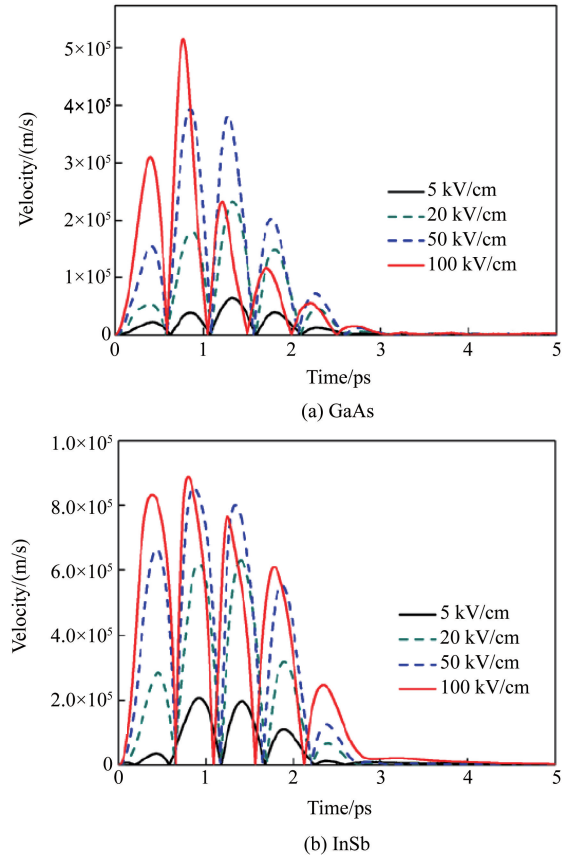 Velocity/(m/s)
5×10⁵
4×10⁵
3×10⁵
2×10⁵
1×10⁵
0
0 1 2 3 4 5
Time/ps
5 kV/cm
20 kV/cm
50 kV/cm
100 kV/cm
(a) GaAs
Velocity/(m/s)
1.0×10⁵
8.0×10⁵
6.0×10⁵
4.0×10⁵
2.0×10⁵
0
0 1 2 3 4 5
Time/ps
5 kV/cm
20 kV/cm
50 kV/cm
100 kV/cm
(b) InSb